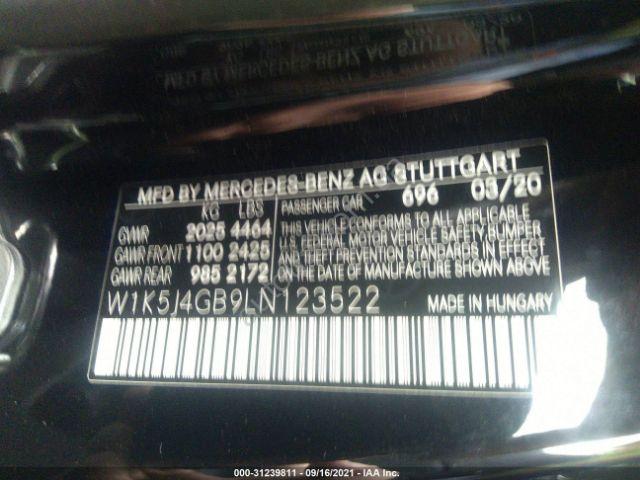 MFD BY MERCEDES-BENZ AG STUTTGART
KG LBS
GVWR 2025 4464
GAWR FRONT 1100 2425
GAWR REAR 985 2172
PASSENGER CAR 696 03/20
THIS VEHICLE CONFORMS TO ALL APPLICABLE
U.S. FEDERAL MOTOR VEHICLE SAFETY BUMPER
AND THEFT PREVENTION STANDARDS IN EFFECT
ON THE DATE OF MANUFACTURE SHOWN ABOVE
W1K5J4GB9LN123522 MADE IN HUNGARY
000-31239811 - 09/16/2021 - IAA Inc.